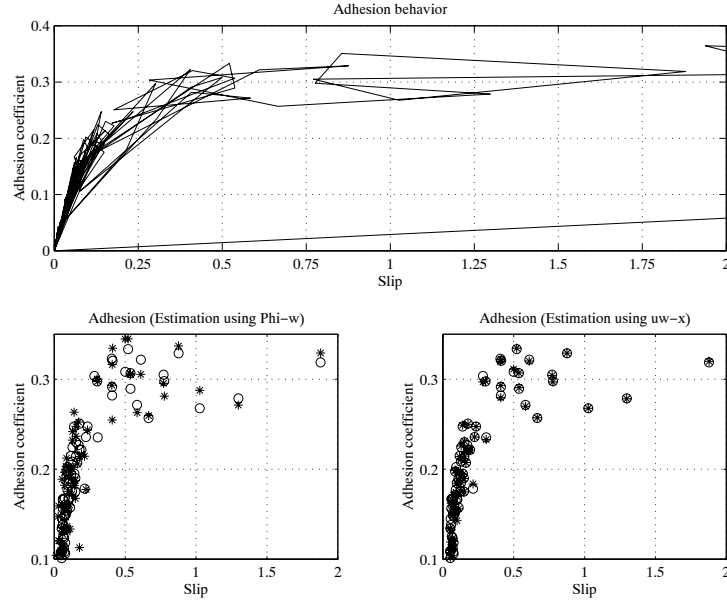 Adhesion behavior
0.4
0.3
0.2
0.1
0
Adhesion coefficient
0 0.25 0.5 0.75 1 1.25 1.5 1.75 2
Slip
Adhesion (Estimation using Phi−w)
0.3
0.2
0.1
Adhesion coefficient
0 0.5 1 1.5 2
Slip
Adhesion (Estimation using uw−x)
0.3
0.2
0.1
Adhesion coefficient
0 0.5 1 1.5 2
Slip